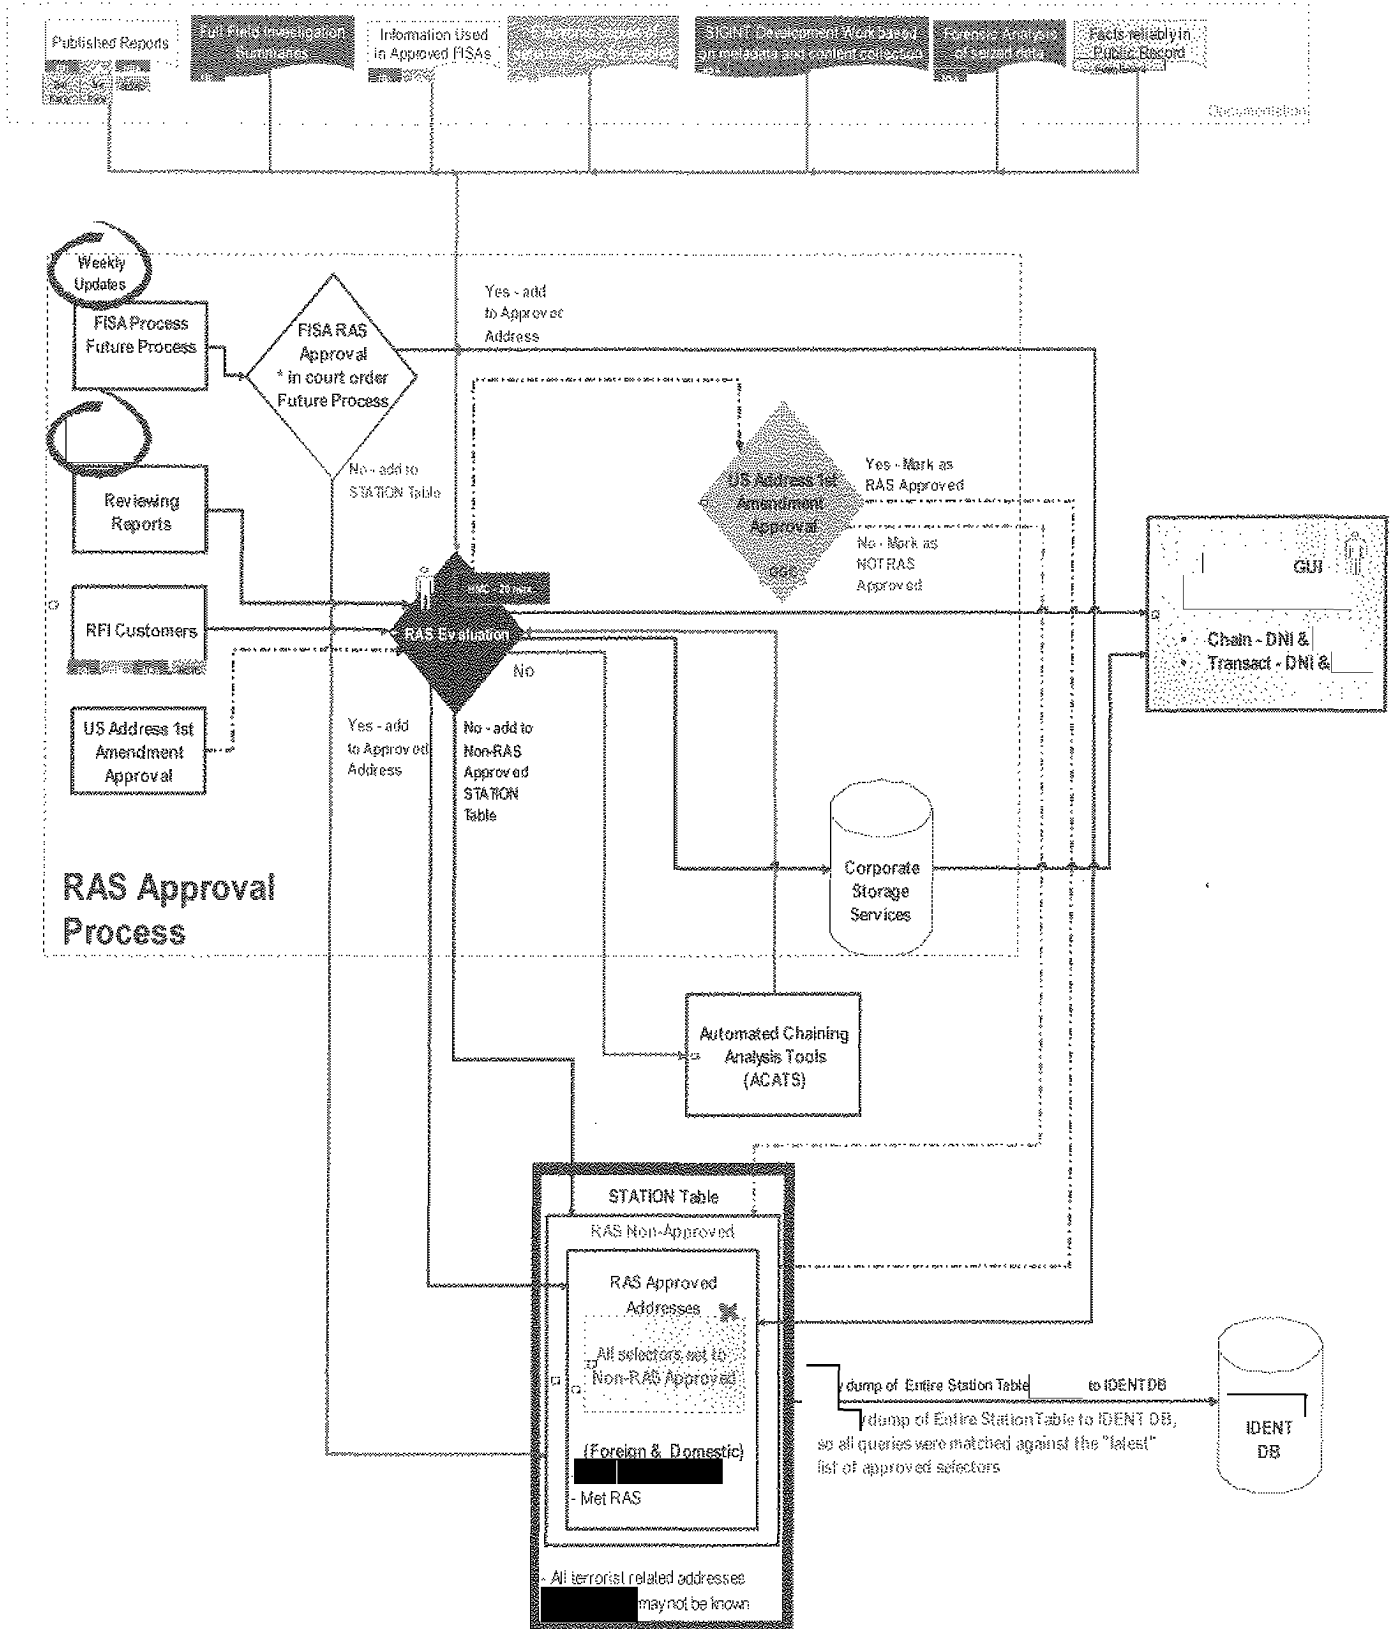 Published Reports
Full Field Investigation
Summaries
Information Used
in Approved FISAs
SIGINT Development Work based
on metadata and content collection
Forensic Analysis
of seized data
Facts reliably in
Public Record
Documentation
Weekly
Updates
FISA Process
Future Process
FISA RAS
Approval
* in court order
Future Process
Yes - add
to Approved
Address
No - add to
STATION Table
Reviewing
Reports
US Address 1st
Amendment
Approval
OGC
Yes - Mark as
RAS Approved
No - Mark as
NOT RAS
Approved
GUI
• Chain - DNI &
• Transact - DNI &
RFI Customers
RAS Evaluation
No
US Address 1st
Amendment
Approval
Yes - add
to Approved
Address
No - add to
Non-RAS
Approved
STATION
Table
Corporate
Storage
Services
RAS Approval
Process
Automated Chaining
Analysis Tools
(ACATS)
STATION Table
RAS Non-Approved
RAS Approved
Addresses
All selectors set to
Non-RAS Approved
(Foreign & Domestic)
- Met RAS
- All terrorist related addresses
may not be known
y dump of Entire Station Table to IDENT DB
y dump of Entire Station Table to IDENT DB,
so all queries were matched against the "latest"
list of approved selectors
IDENT
DB